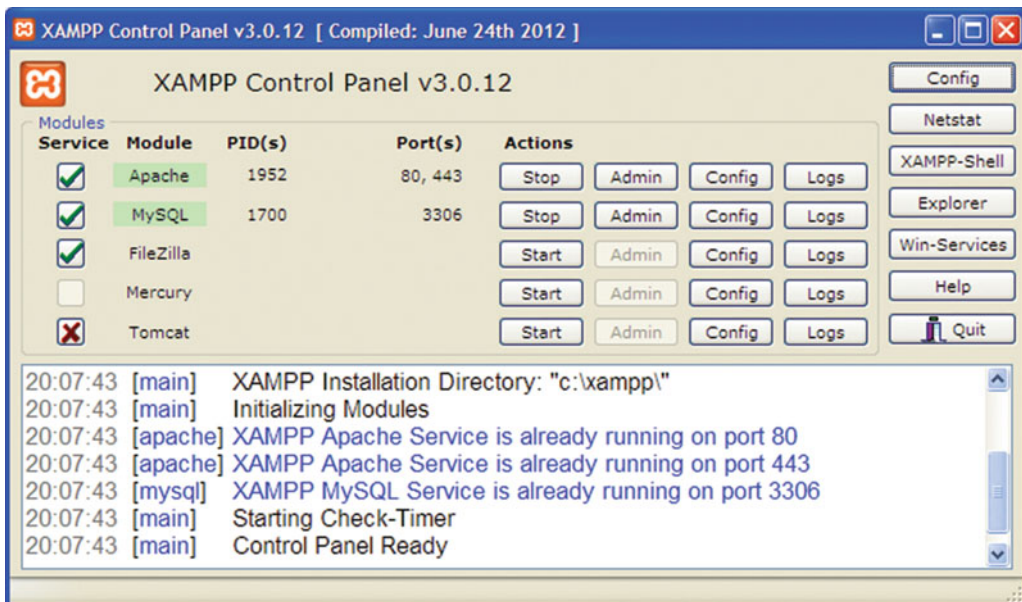 XAMPP Control Panel v3.0.12 [ Compiled: June 24th 2012 ]
XAMPP Control Panel v3.0.12
Config
Modules
Netstat
Service Module PID(s) Port(s) Actions
Apache 1952 80, 443 Stop Admin Config Logs
XAMPP-Shell
MySQL 1700 3306 Stop Admin Config Logs
Explorer
FileZilla Start Admin Config Logs
Win-Services
Mercury Start Admin Config Logs
Help
Tomcat Start Admin Config Logs
Quit
20:07:43 [main] XAMPP Installation Directory: "c:\xampp\"
20:07:43 [main] Initializing Modules
20:07:43 [apache] XAMPP Apache Service is already running on port 80
20:07:43 [apache] XAMPP Apache Service is already running on port 443
20:07:43 [mysql] XAMPP MySQL Service is already running on port 3306
20:07:43 [main] Starting Check-Timer
20:07:43 [main] Control Panel Ready